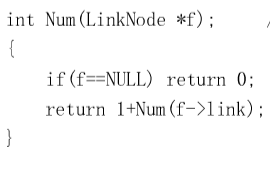 int Num(LinkNode *f);
{
if(f==NULL) return 0;
return 1+Num(f->link);
}